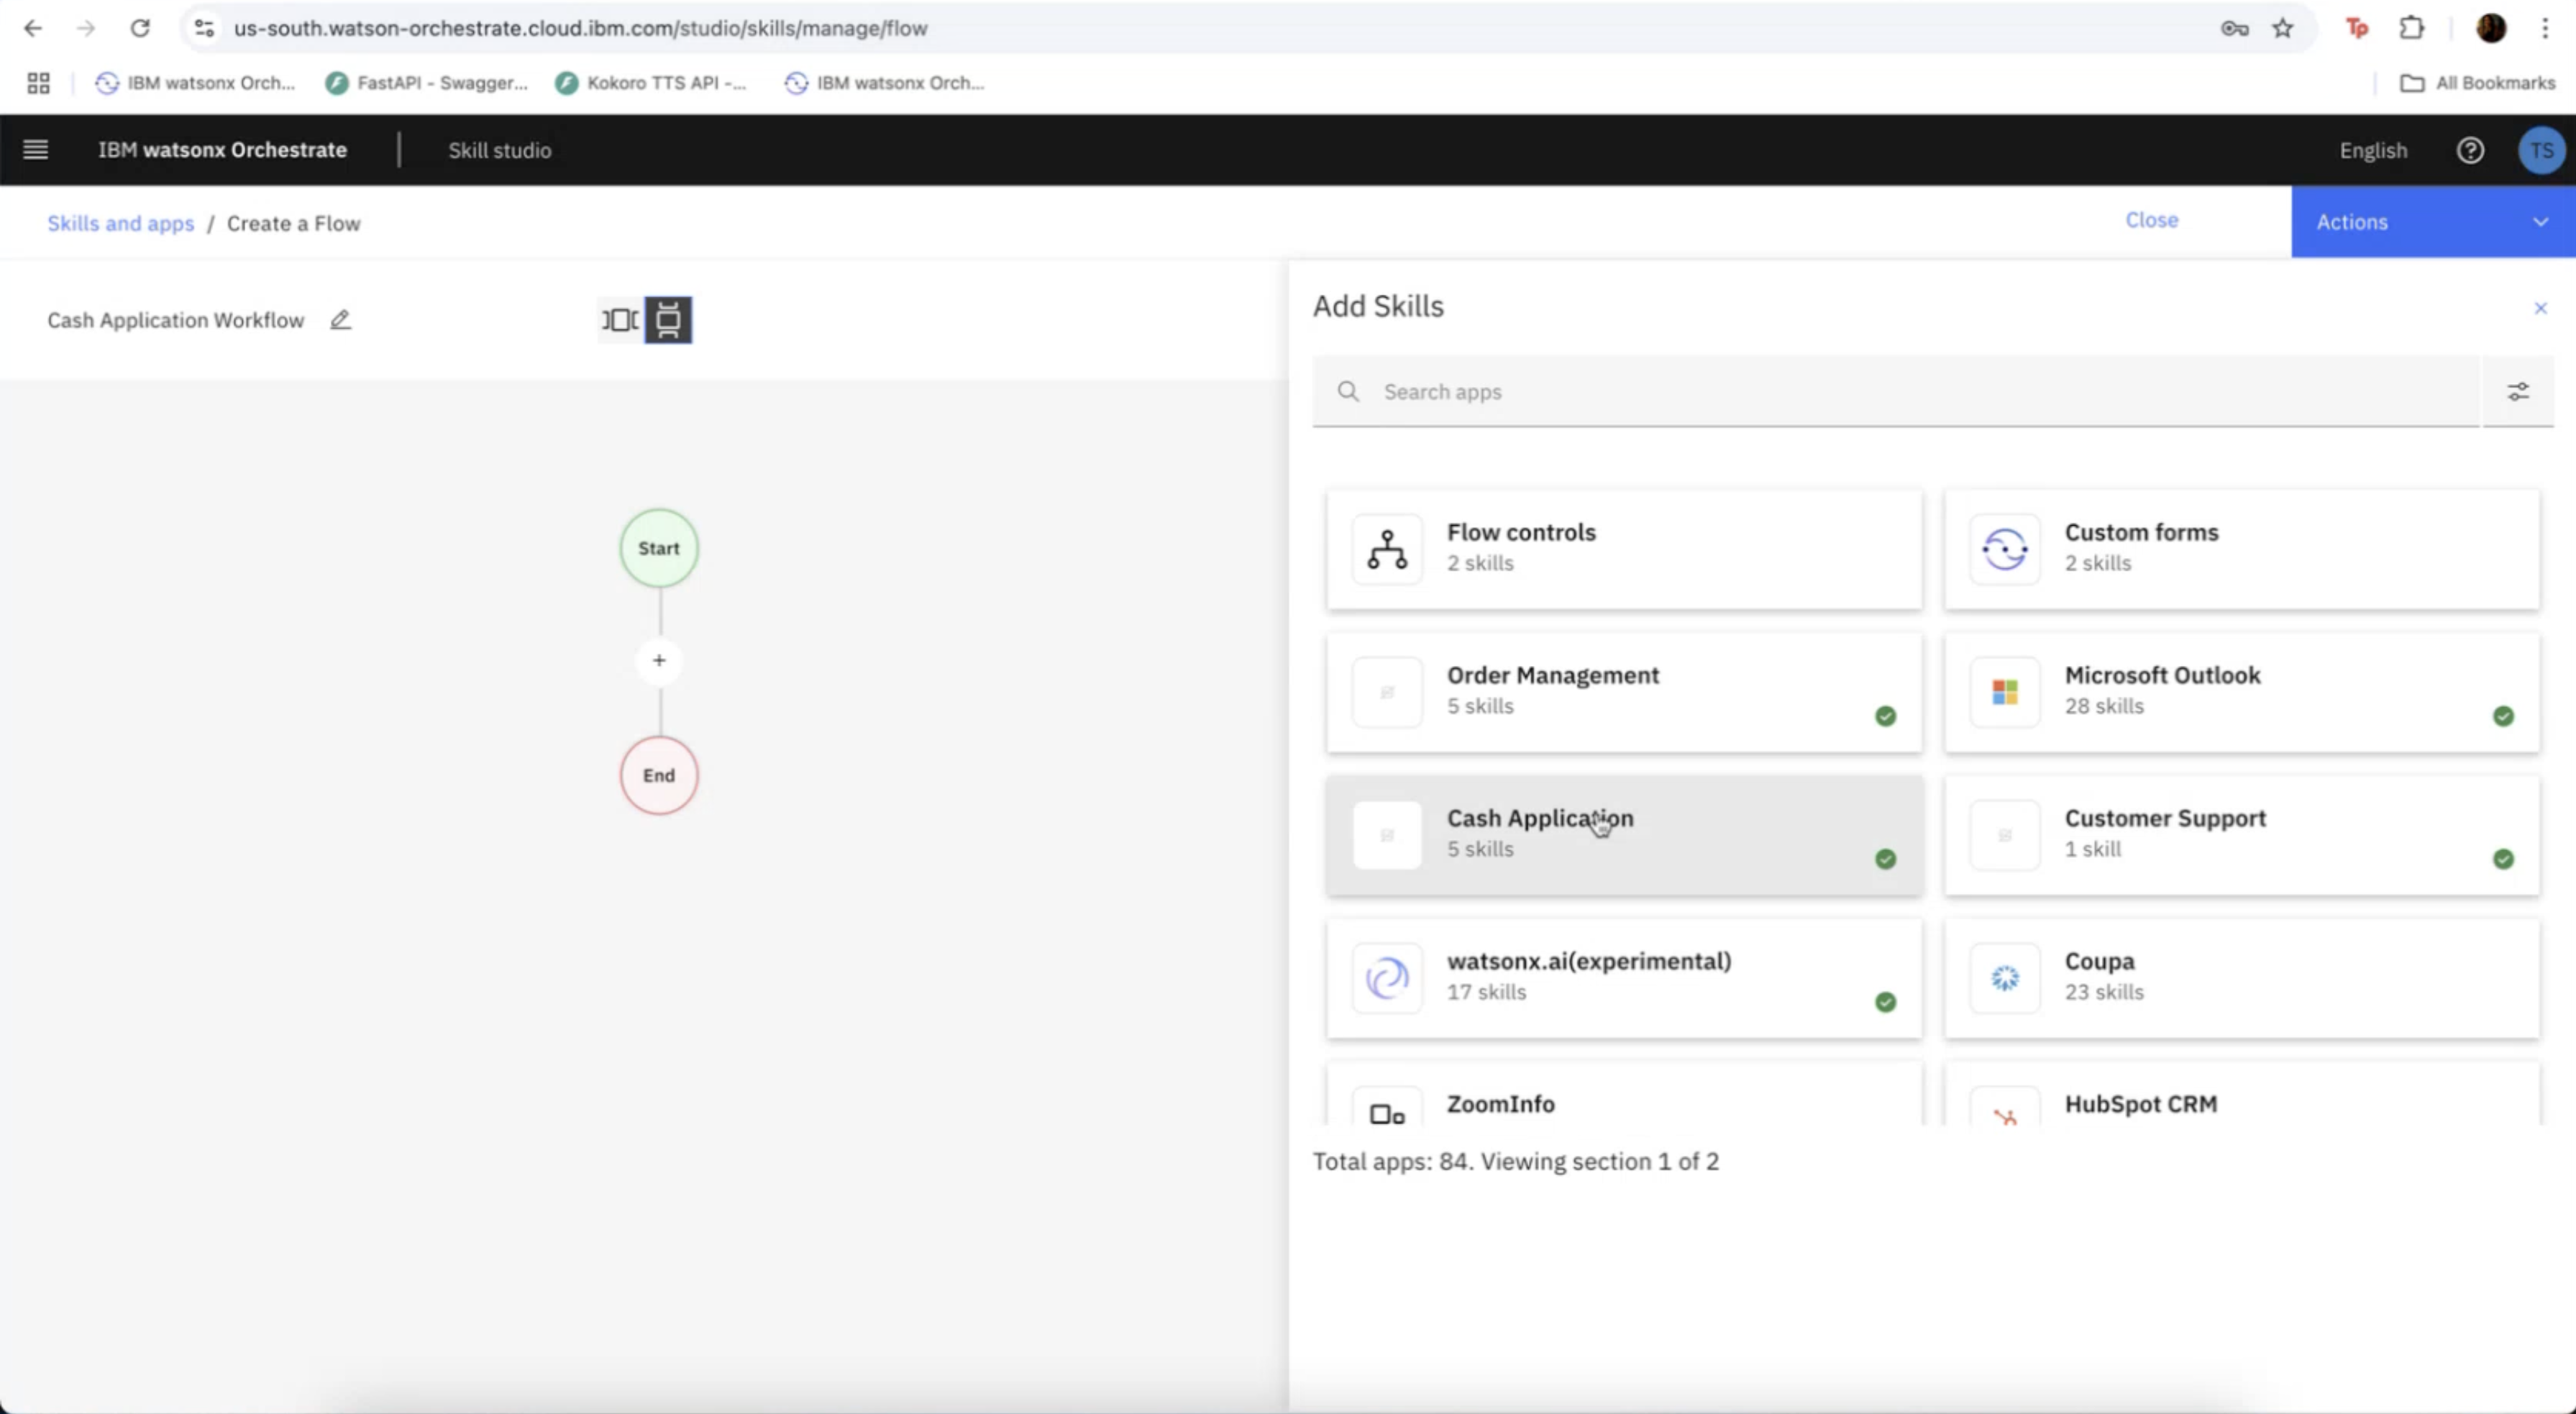 us-south.watson-orchestrate.cloud.ibm.com/studio/skills/manage/flow
Tp
IBM watsonx Orch...
FastAPI - Swagger...
Kokoro TTS API -...
IBM watsonx Orch...
All Bookmarks
IBM watsonx Orchestrate
Skill studio
English
TS
Skills and apps / Create a Flow
Close
Actions
Cash Application Workflow
Start
+
End
Add Skills
Search apps
Flow controls
2 skills
Custom forms
2 skills
Order Management
5 skills
Microsoft Outlook
28 skills
Cash Application
5 skills
Customer Support
1 skill
watsonx.ai(experimental)
17 skills
Coupa
23 skills
ZoomInfo
HubSpot CRM
Total apps: 84. Viewing section 1 of 2